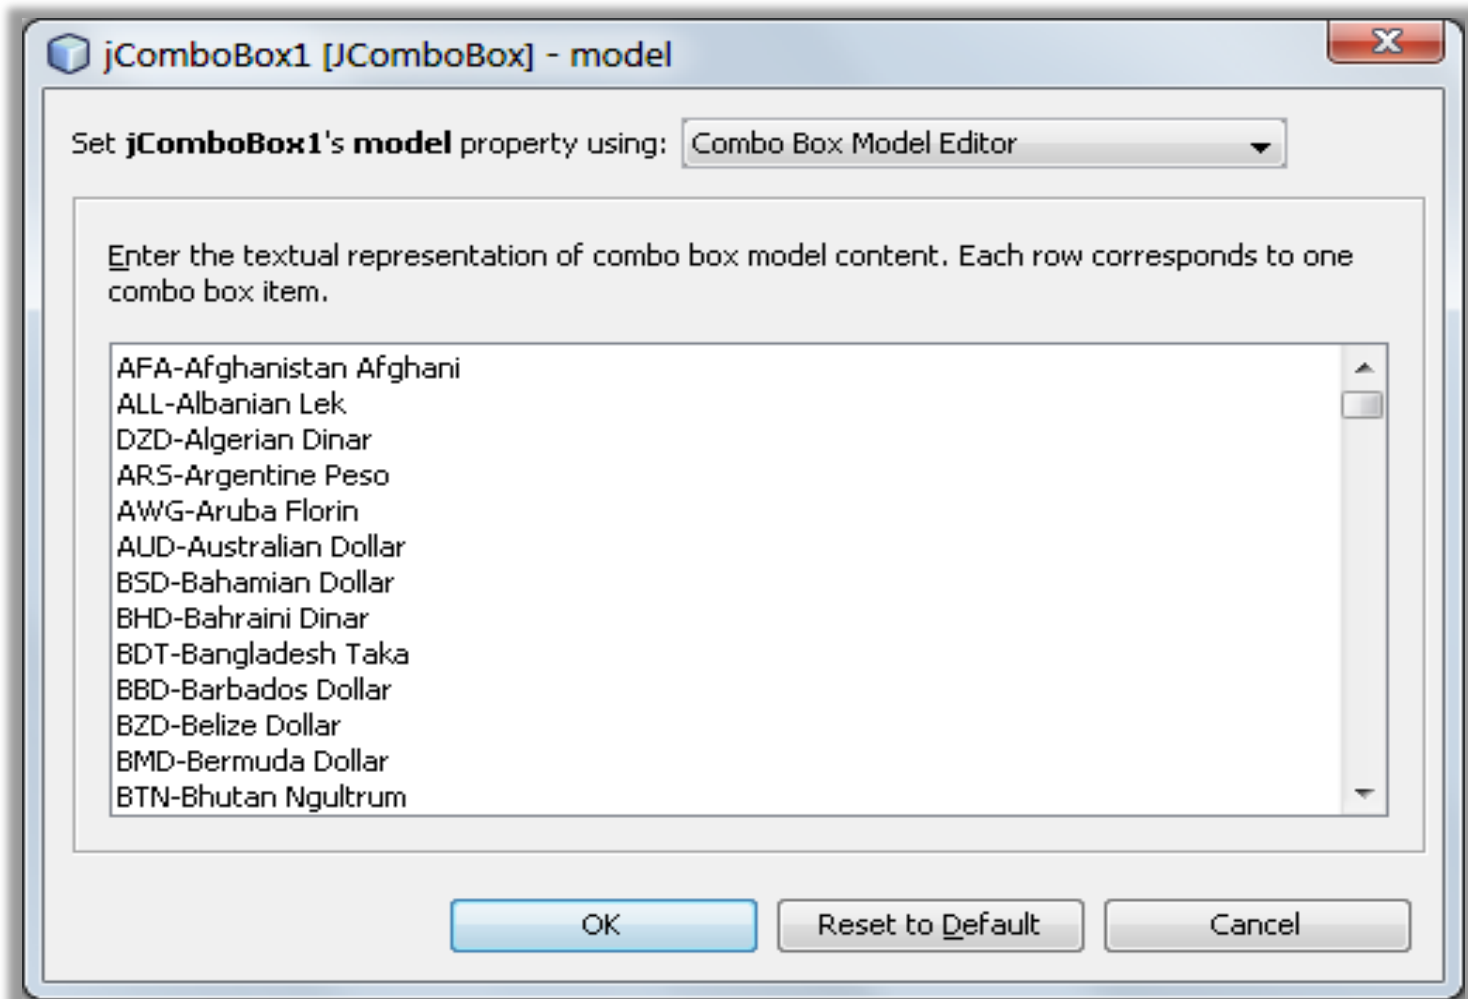 jComboBox1 [JComboBox] - model
Set jComboBox1's model property using: Combo Box Model Editor
Enter the textual representation of combo box model content. Each row corresponds to one
combo box item.
AFA-Afghanistan Afghani
ALL-Albanian Lek
DZD-Algerian Dinar
ARS-Argentine Peso
AWG-Aruba Florin
AUD-Australian Dollar
BSD-Bahamian Dollar
BHD-Bahraini Dinar
BDT-Bangladesh Taka
BBD-Barbados Dollar
BZD-Belize Dollar
BMD-Bermuda Dollar
BTN-Bhutan Ngultrum
OK Reset to Default Cancel